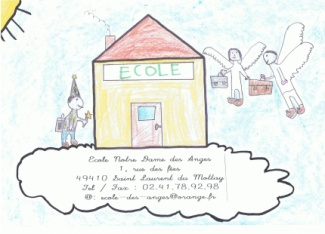 ECOLE
Ecole Notre Dame des Anges
1, rue des fées
49410 Saint Laurent du Mottay
Tel / Fax : 02.41.78.92.98
@: ecole-des-anges@orange.fr